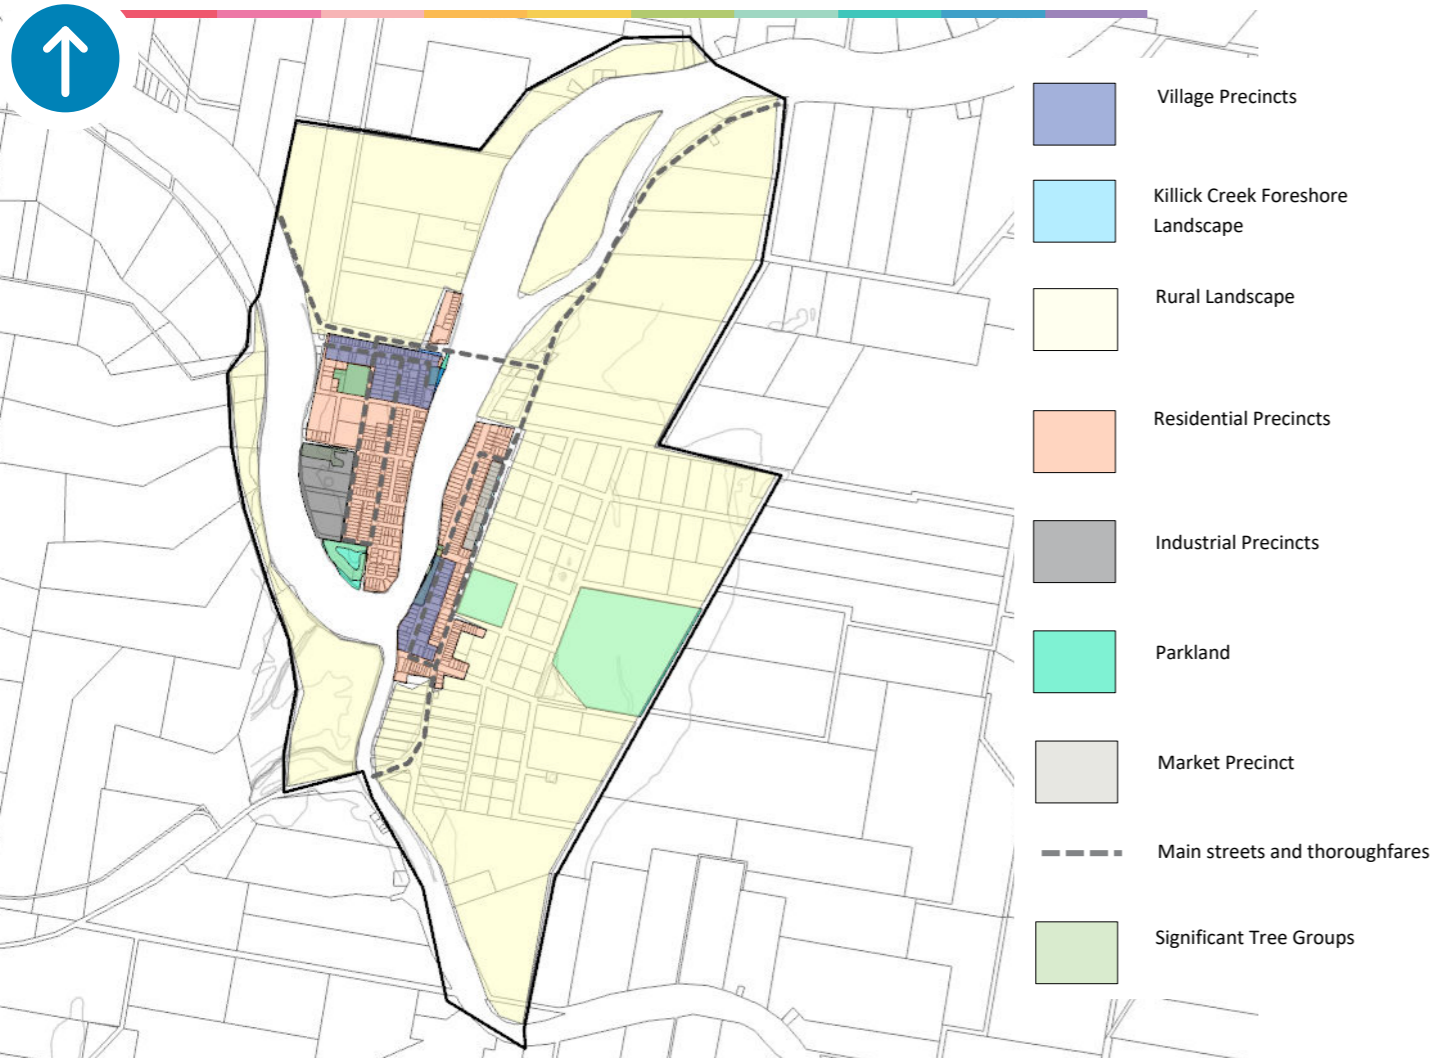 Village Precincts
Killick Creek Foreshore
Landscape
Rural Landscape
Residential Precincts
Industrial Precincts
Parkland
Market Precinct
Main streets and thoroughfares
Significant Tree Groups